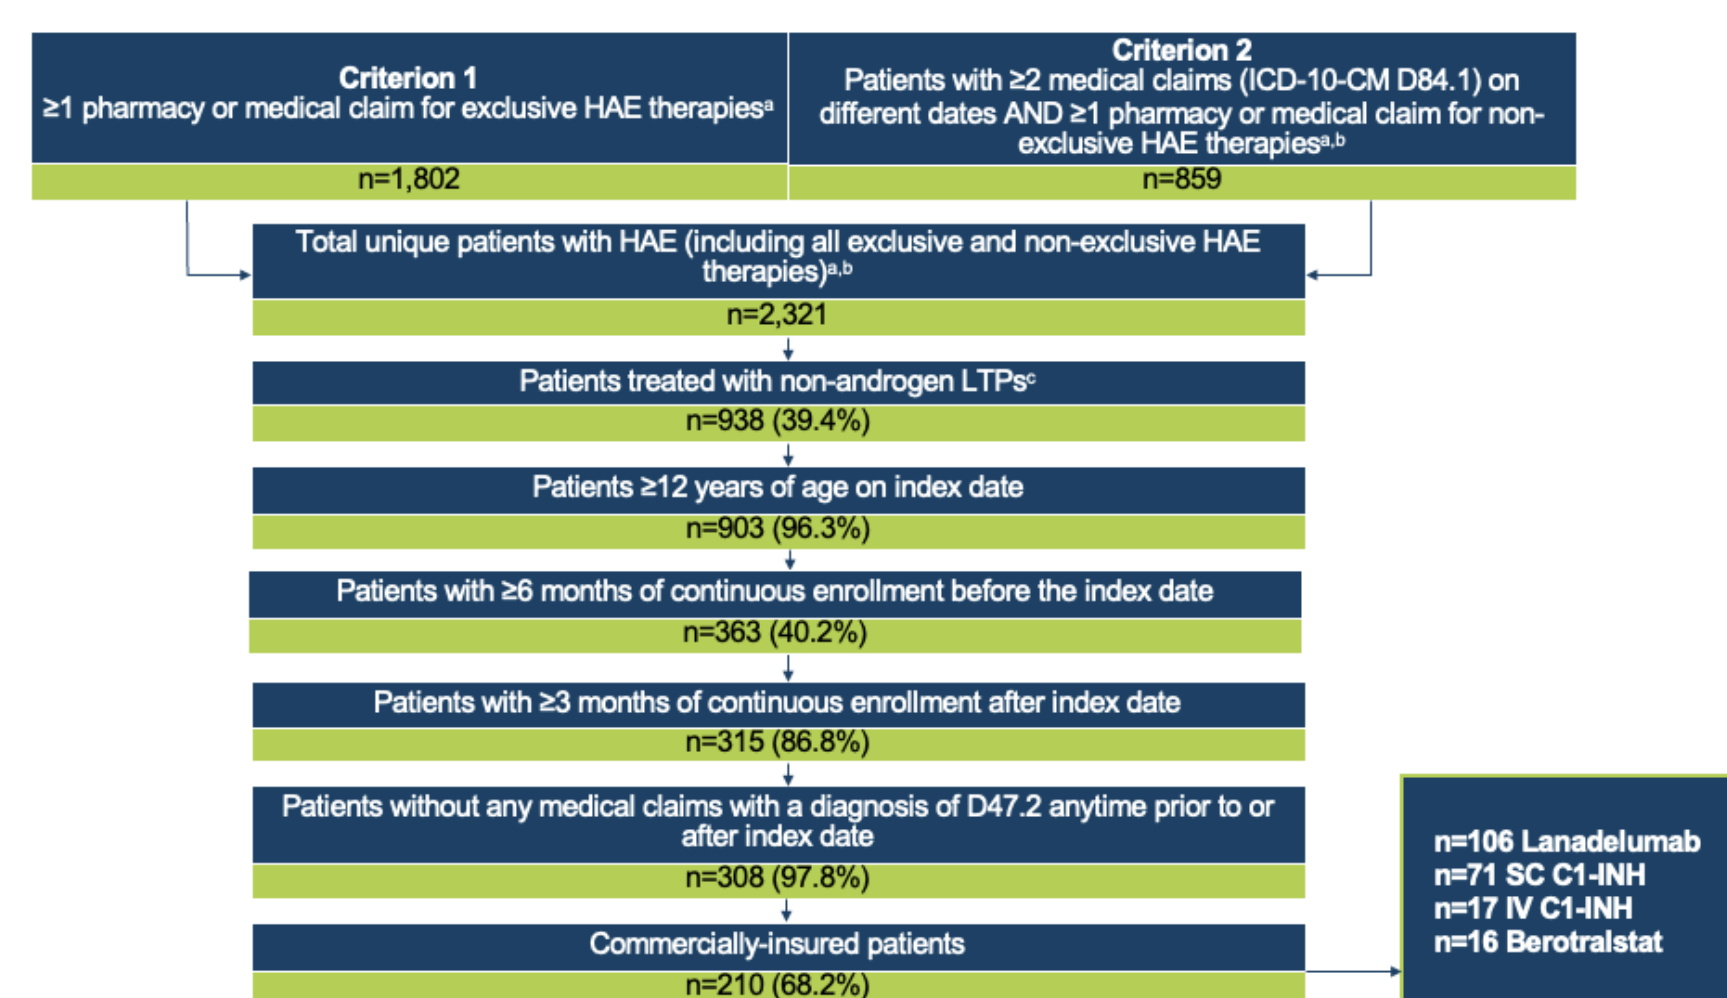 Criterion 1
≥1 pharmacy or medical claim for exclusive HAE therapiesᵃ
n=1,802
Criterion 2
Patients with ≥2 medical claims (ICD-10-CM D84.1) on
different dates AND ≥1 pharmacy or medical claim for non-
exclusive HAE therapiesᵃ,ᵇ
n=859
Total unique patients with HAE (including all exclusive and non-exclusive HAE
therapies)ᵃ,ᵇ
n=2,321
Patients treated with non-androgen LTPsᶜ
n=938 (39.4%)
Patients ≥12 years of age on index date
n=903 (96.3%)
Patients with ≥6 months of continuous enrollment before the index date
n=363 (40.2%)
Patients with ≥3 months of continuous enrollment after index date
n=315 (86.8%)
Patients without any medical claims with a diagnosis of D47.2 anytime prior to or
after index date
n=308 (97.8%)
Commercially-insured patients
n=210 (68.2%)
n=106 Lanadelumab
n=71 SC C1-INH
n=17 IV C1-INH
n=16 Berotralstat